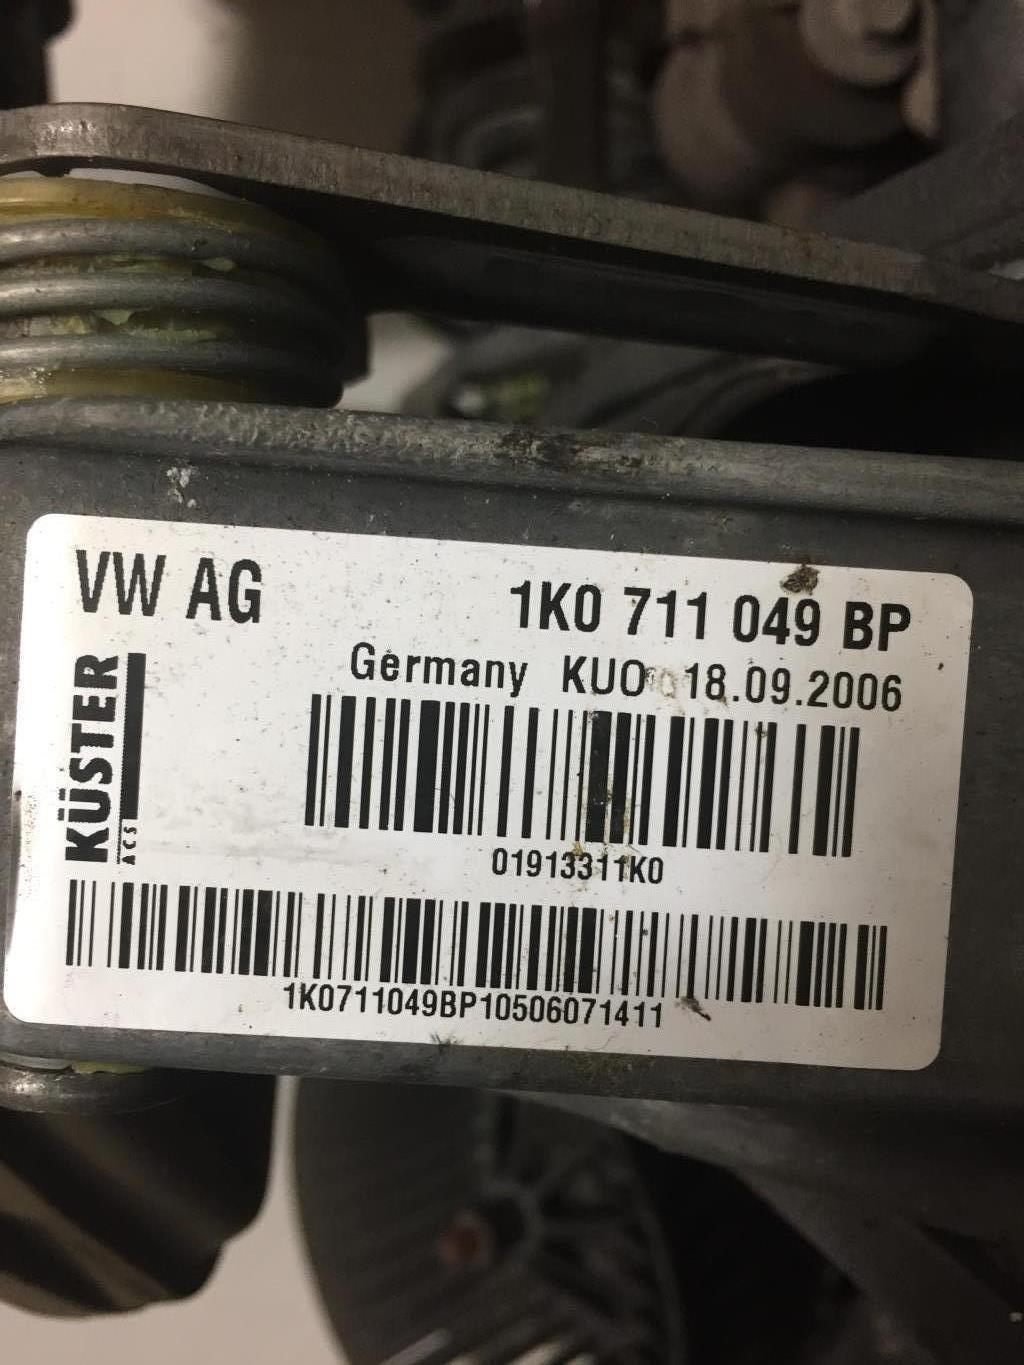 VW AG
1K0 711 049 BP
Germany KUO 18.09.2006
KÜSTER
ACS
01913311K0
1K0711049BP10506071411